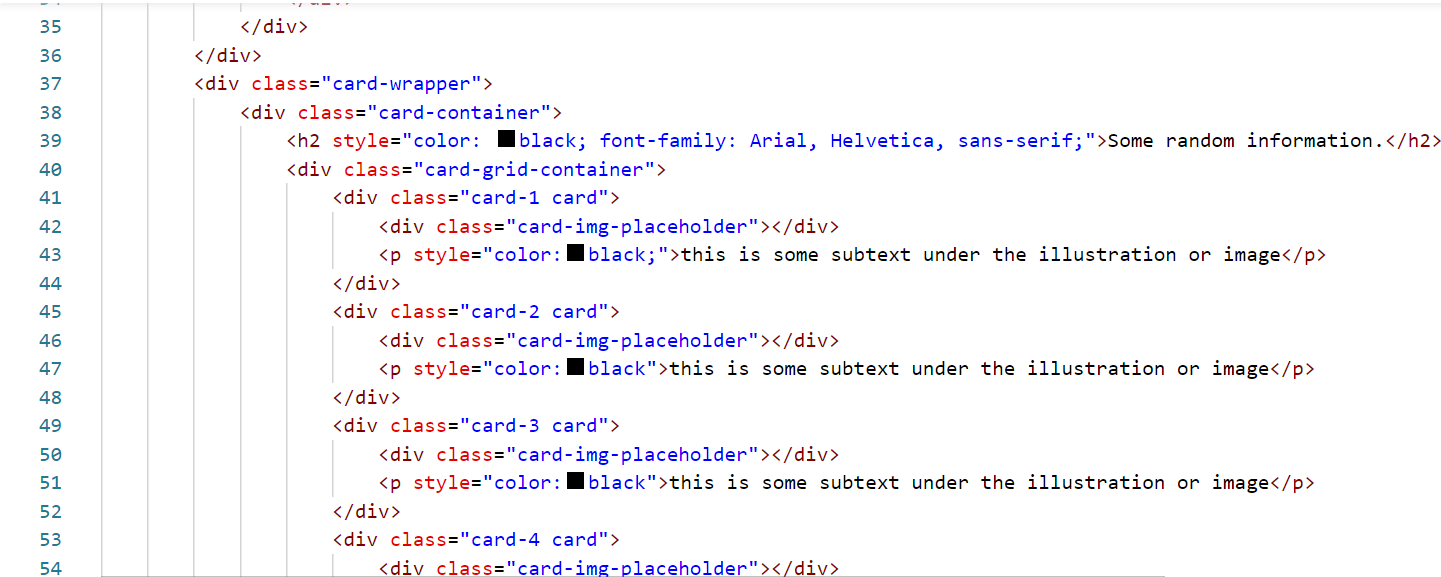 35 </div>
36 </div>
37 <div class="card-wrapper">
38 <div class="card-container">
39 <h2 style="color: black; font-family: Arial, Helvetica, sans-serif;">Some random information.</h2>
40 <div class="card-grid-container">
41 <div class="card-1 card">
42 <div class="card-img-placeholder"></div>
43 <p style="color:black;">this is some subtext under the illustration or image</p>
44 </div>
45 <div class="card-2 card">
46 <div class="card-img-placeholder"></div>
47 <p style="color:black">this is some subtext under the illustration or image</p>
48 </div>
49 <div class="card-3 card">
50 <div class="card-img-placeholder"></div>
51 <p style="color:black">this is some subtext under the illustration or image</p>
52 </div>
53 <div class="card-4 card">
54 <div class="card-img-placeholder"></div>